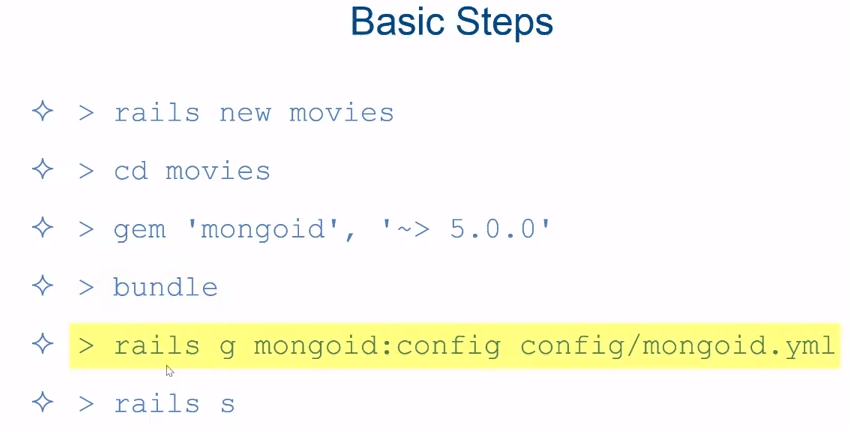 Basic Steps
> rails new movies
> cd movies
> gem 'mongoid', '~> 5.0.0'
> bundle
> rails g mongoid:config config/mongoid.yml
> rails s